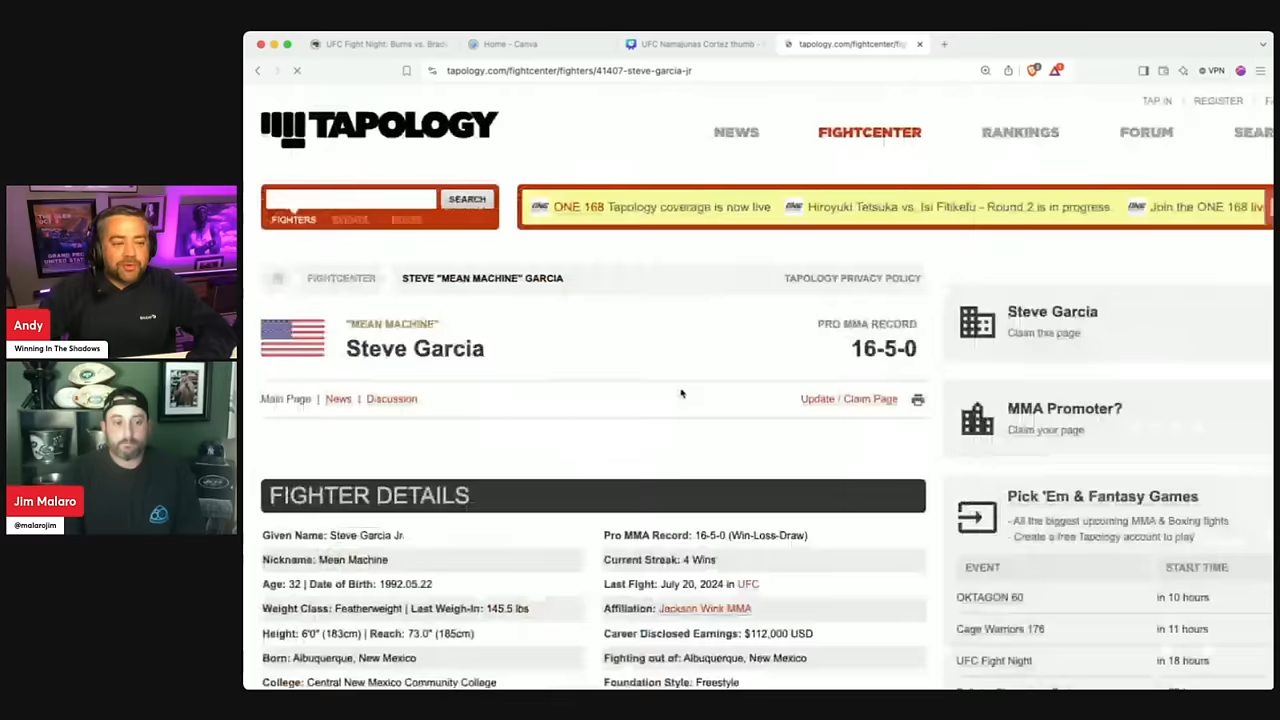 UFC Fight Night: Burns vs. Brad
Home - Canva
UFC Namajunas Cortez thumb -
tapology.com/fightcenter/fig
tapology.com/fightcenter/fighters/41407-steve-garcia-jr
VPN
TAP IN | REGISTER
TAPOLOGY
NEWS
FIGHTCENTER
RANKINGS
FORUM
SEAR
SEARCH
FIGHTERS
ONE 168 Tapology coverage is now live
Hiroyuki Tetsuka vs. Isi Fitikefu - Round 2 is in progress.
Join the ONE 168 liv
FIGHTCENTER
STEVE "MEAN MACHINE" GARCIA
TAPOLOGY PRIVACY POLICY
"MEAN MACHINE"
Steve Garcia
PRO MMA RECORD
16-5-0
Main Page | News | Discussion
Update / Claim Page
FIGHTER DETAILS
Given Name: Steve Garcia Jr.
Pro MMA Record: 16-5-0 (Win-Loss-Draw)
Nickname: Mean Machine
Current Streak: 4 Wins
Age: 32 | Date of Birth: 1992.05.22
Last Fight: July 20, 2024 in UFC
Weight Class: Featherweight | Last Weigh-In: 145.5 lbs
Affiliation: Jackson Wink MMA
Height: 6'0" (183cm) | Reach: 73.0" (185cm)
Career Disclosed Earnings: $112,000 USD
Born: Albuquerque, New Mexico
Fighting out of: Albuquerque, New Mexico
College: Central New Mexico Community College
Foundation Style: Freestyle
Steve Garcia
Claim this page
MMA Promoter?
Claim your page
Pick 'Em & Fantasy Games
- All the biggest upcoming MMA & Boxing fights
- Create a free Tapology account to play
EVENT
START TIME
OKTAGON 60
in 10 hours
Cage Warriors 176
in 11 hours
UFC Fight Night
in 18 hours
Andy
Winning In The Shadows
Jim Malaro
@malarojim